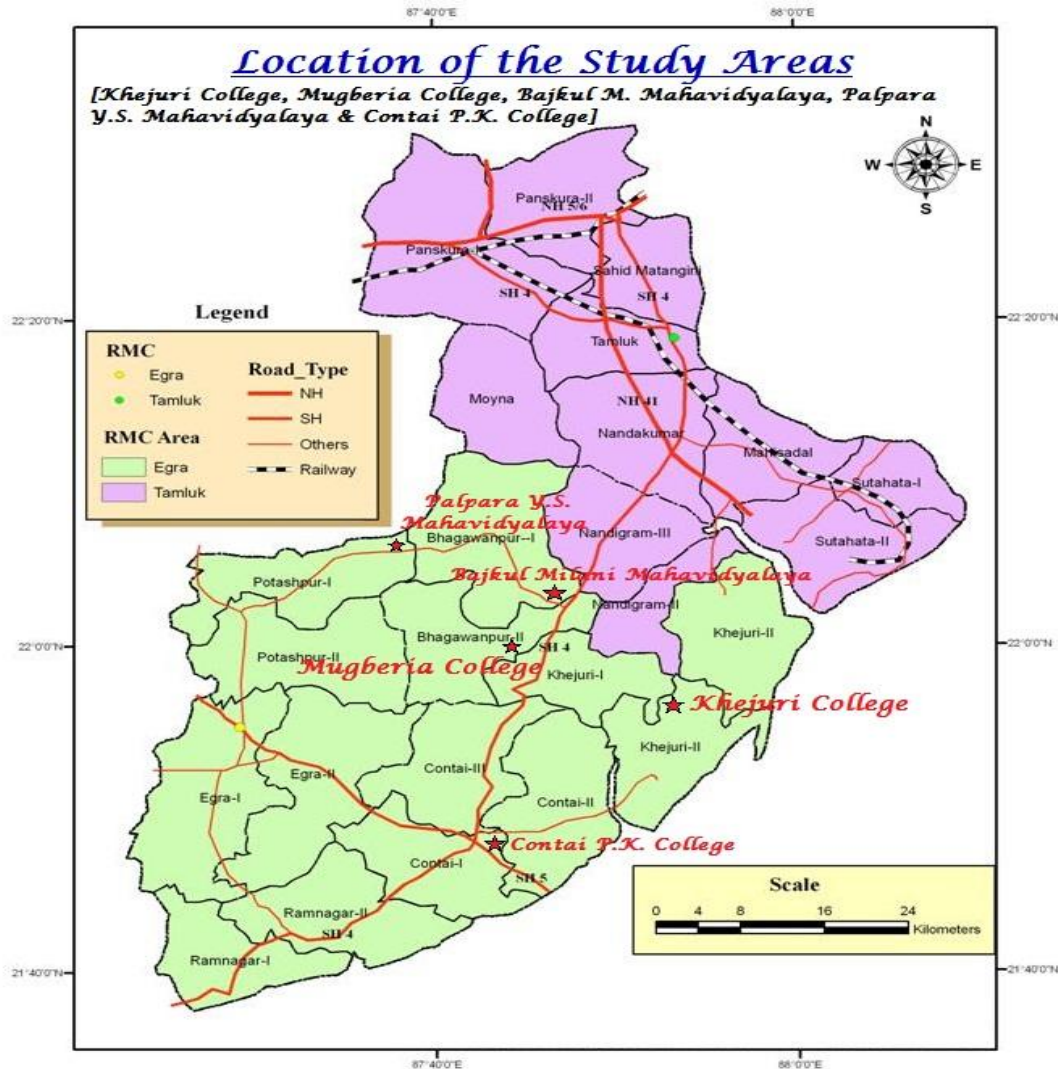 87°40'0"E
88°0'0"E
Location of the Study Areas
[Khejuri College, Mugberia College, Bajkul M. Mahavidyalaya, Palpara
Y.S. Mahavidyalaya & Contai P.K. College]
N
W
E
S
Panskura-II
NH 5/6
Panskura-I
Sahid Matangini
SH 4
SH 4
22°20'0"N
22°20'0"N
Legend
RMC
Egra
Tamluk
RMC Area
Egra
Tamluk
Road_Type
NH
SH
Others
Railway
Tamluk
Moyna
NH 41
Nandakumar
Mahisadal
Sutahata-I
Sutahata-II
Palpara Y.S.
Mahavidyalaya
Bhagawanpur--I
Nandigram-III
Potashpur-I
Bajkul Milani Mahavidyalaya
Nandigram-II
Khejuri-II
22°0'0"N
22°0'0"N
Bhagawanpur-II
SH 4
Potashpur-II
Mugberia College
Khejuri-I
Khejuri College
Khejuri-II
Egra-II
Contai-III
Egra-I
Contai-II
Contai P.K. College
Contai-I
SH 5
Ramnagar-II
SH 4
Ramnagar-I
Scale
0 4 8 16 24
Kilometers
21°40'0"N
21°40'0"N
87°40'0"E
88°0'0"E